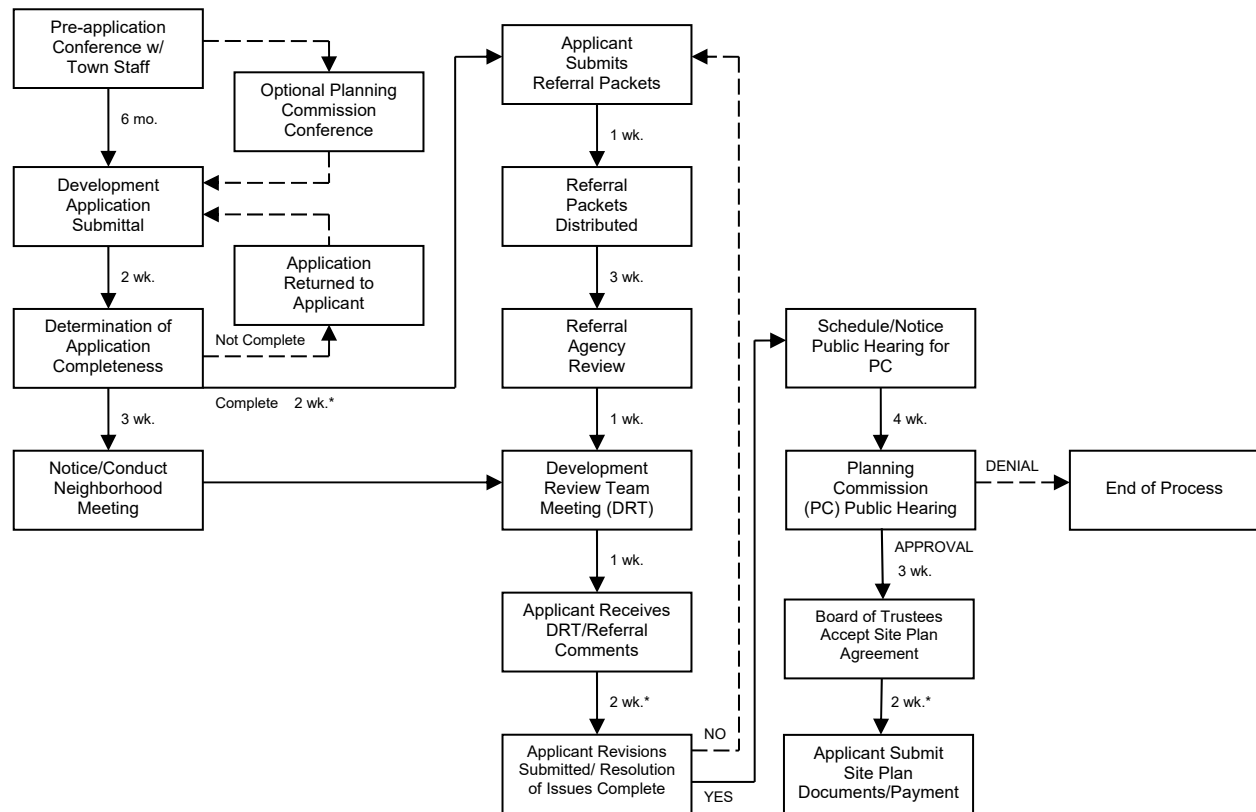 Pre-application
Conference w/
Town Staff
Optional Planning
Commission
Conference
6 mo.
Development
Application
Submittal
2 wk.
Application
Returned to
Applicant
Determination of
Application
Completeness
Not Complete
Complete 2 wk.*
3 wk.
Notice/Conduct
Neighborhood
Meeting
Applicant
Submits
Referral Packets
1 wk.
Referral
Packets
Distributed
3 wk.
Referral
Agency
Review
1 wk.
Development
Review Team
Meeting (DRT)
1 wk.
Applicant Receives
DRT/Referral
Comments
2 wk.*
Applicant Revisions
Submitted/ Resolution
of Issues Complete
NO
YES
Schedule/Notice
Public Hearing for
PC
4 wk.
Planning
Commission
(PC) Public Hearing
DENIAL
End of Process
APPROVAL
3 wk.
Board of Trustees
Accept Site Plan
Agreement
2 wk.*
Applicant Submit
Site Plan
Documents/Payment